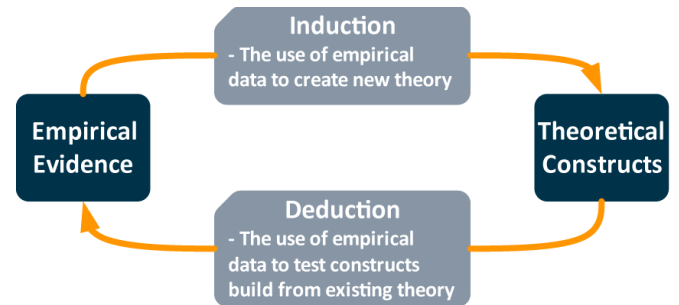 Induction
- The use of empirical
data to create new theory
Empirical
Evidence
Theoretical
Constructs
Deduction
- The use of empirical
data to test constructs
build from existing theory